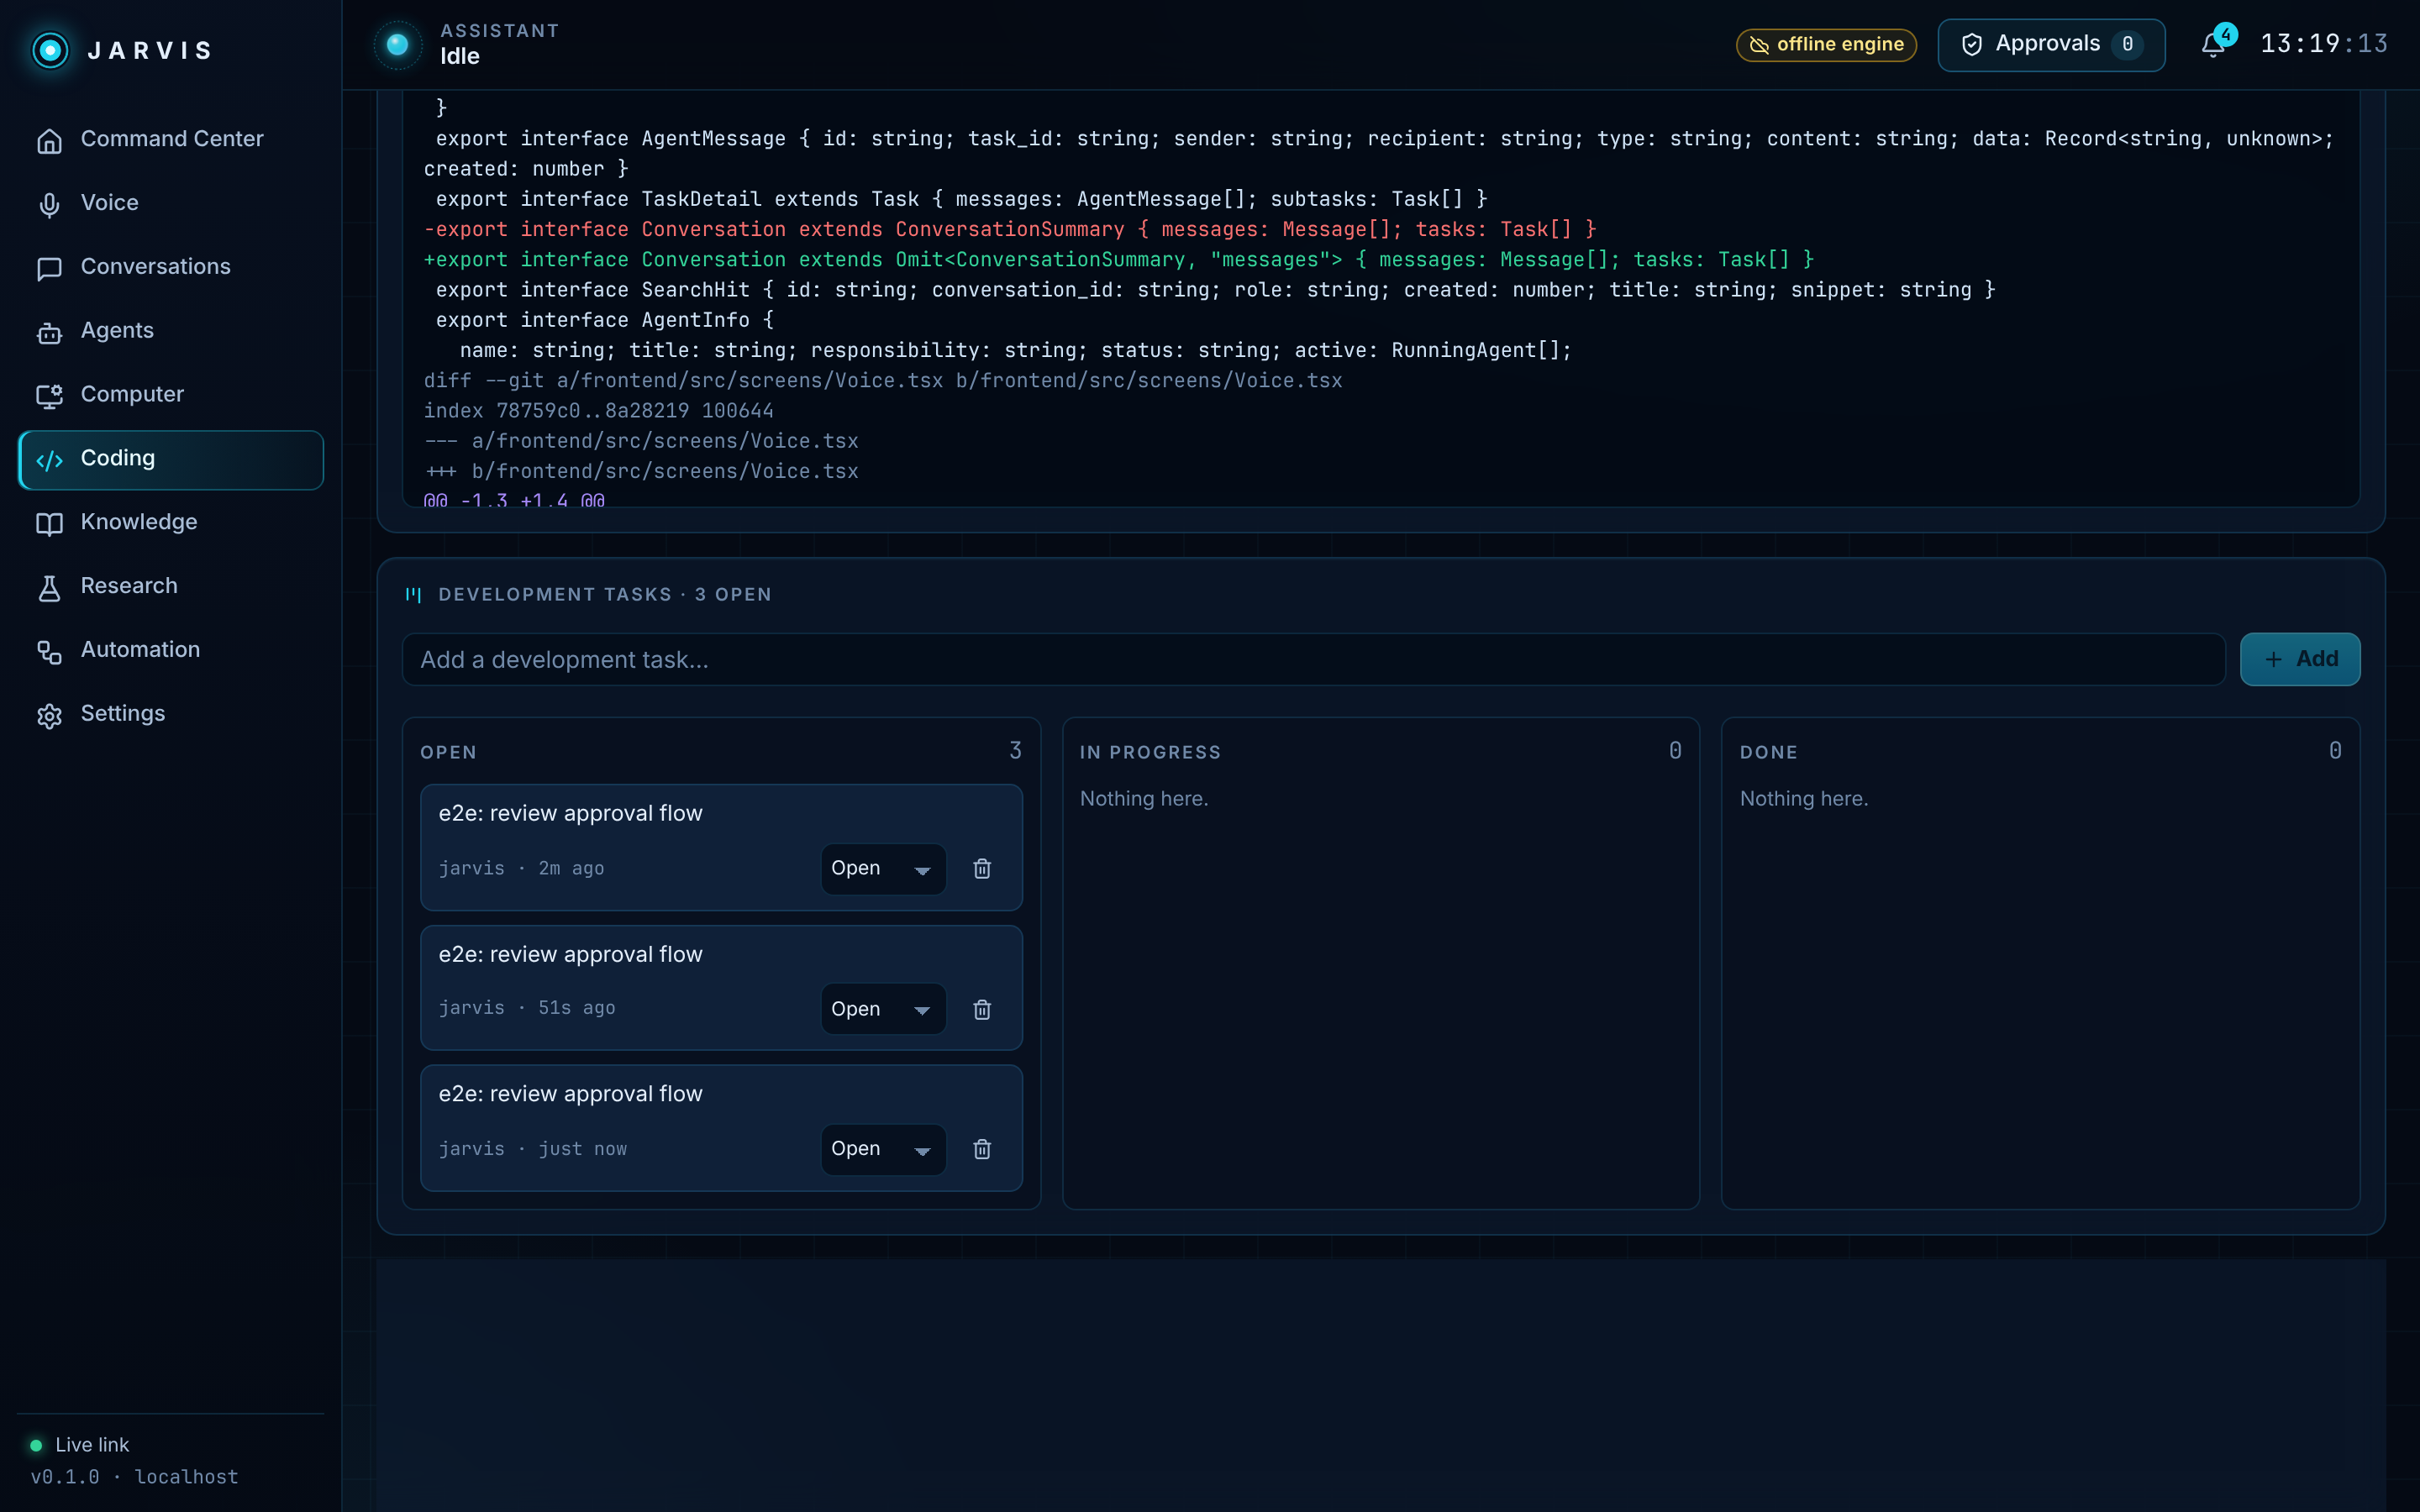 JARVIS
Command Center
Voice
Conversations
Agents
Computer
Coding
Knowledge
Research
Automation
Settings
Live link
v0.1.0 · localhost
ASSISTANT
Idle
offline engine
Approvals 0
4
13:19:13
}
export interface AgentMessage { id: string; task_id: string; sender: string; recipient: string; type: string; content: string; data: Record<string, unknown>;
created: number }
export interface TaskDetail extends Task { messages: AgentMessage[]; subtasks: Task[] }
-export interface Conversation extends ConversationSummary { messages: Message[]; tasks: Task[] }
+export interface Conversation extends Omit<ConversationSummary, "messages"> { messages: Message[]; tasks: Task[] }
export interface SearchHit { id: string; conversation_id: string; role: string; created: number; title: string; snippet: string }
export interface AgentInfo {
name: string; title: string; responsibility: string; status: string; active: RunningAgent[];
diff --git a/frontend/src/screens/Voice.tsx b/frontend/src/screens/Voice.tsx
index 78759c0..8a28219 100644
--- a/frontend/src/screens/Voice.tsx
+++ b/frontend/src/screens/Voice.tsx
@@ -1,3 +1,4 @@
DEVELOPMENT TASKS · 3 OPEN
Add a development task...
+ Add
OPEN 3
e2e: review approval flow
jarvis · 2m ago
Open
e2e: review approval flow
jarvis · 51s ago
Open
e2e: review approval flow
jarvis · just now
Open
IN PROGRESS 0
Nothing here.
DONE 0
Nothing here.